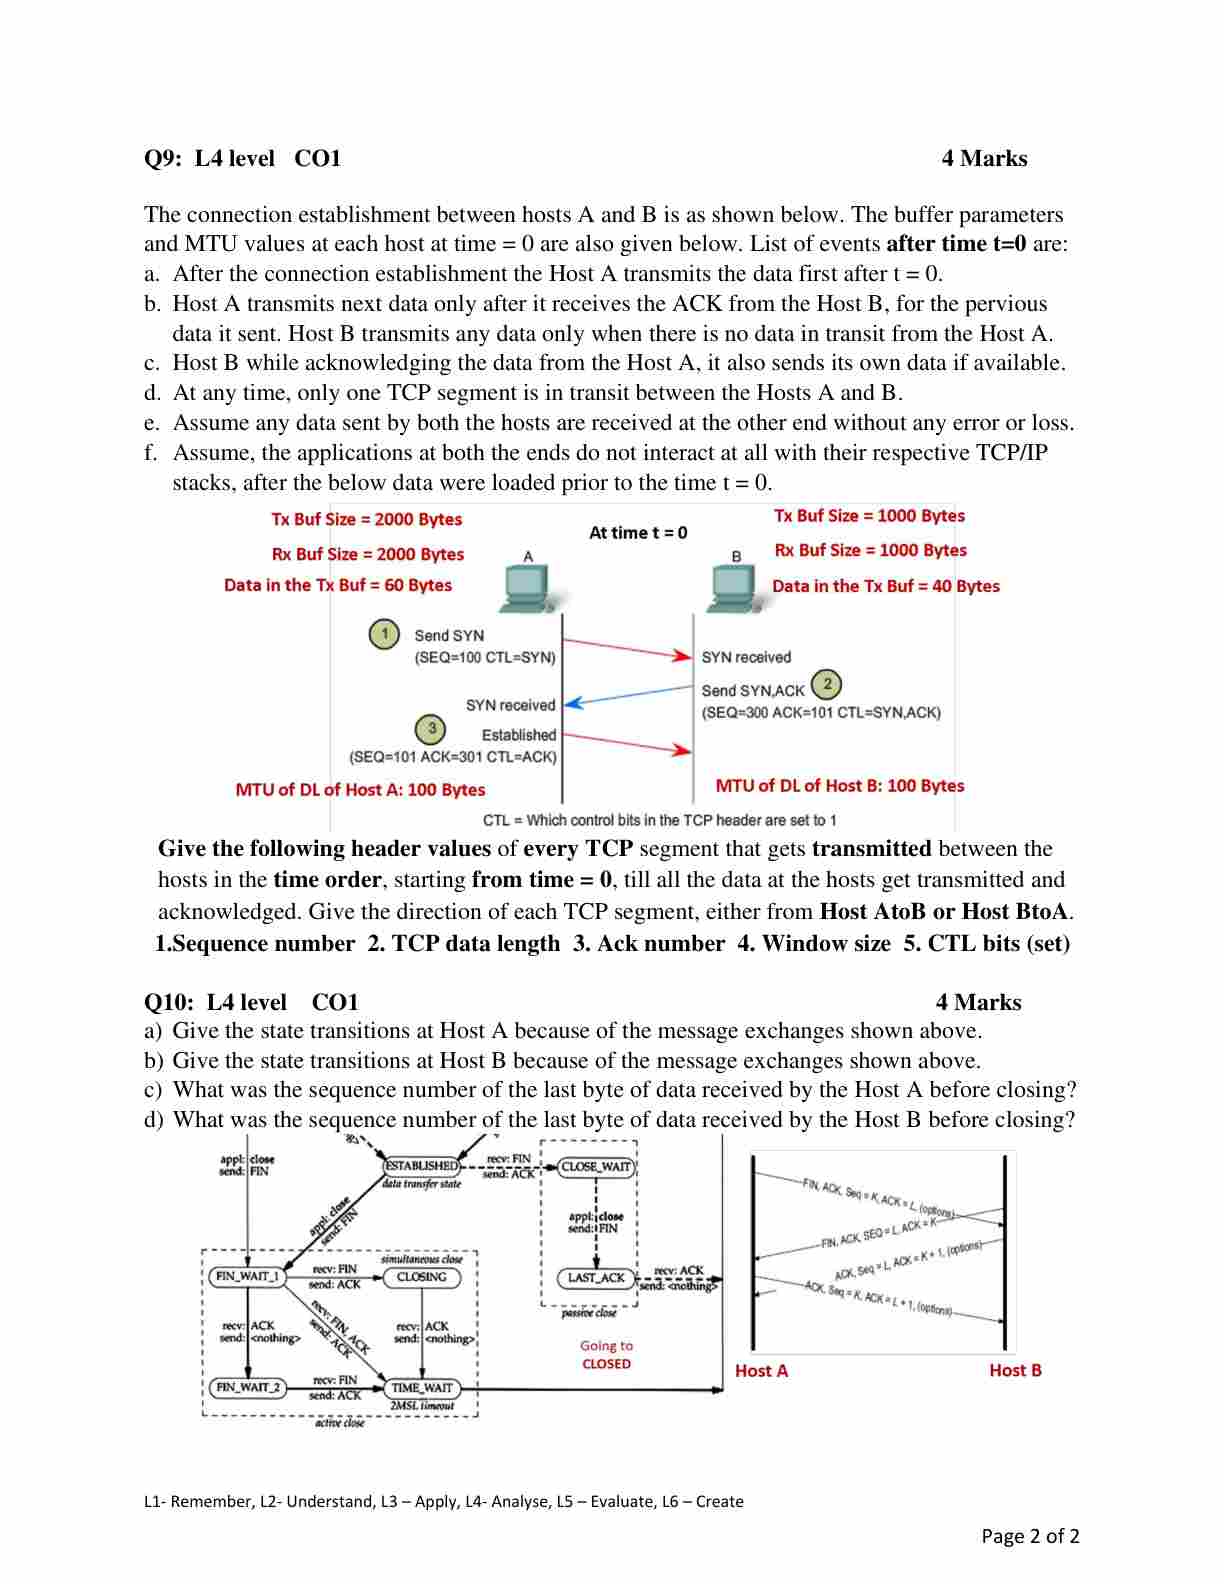 Q9: L4 level CO1 4 Marks
The connection establishment between hosts A and B is as shown below. The buffer parameters
and MTU values at each host at time = 0 are also given below. List of events after time t=0 are:
a. After the connection establishment the Host A transmits the data first after t = 0.
b. Host A transmits next data only after it receives the ACK from the Host B, for the pervious
data it sent. Host B transmits any data only when there is no data in transit from the Host A.
c. Host B while acknowledging the data from the Host A, it also sends its own data if available.
d. At any time, only one TCP segment is in transit between the Hosts A and B.
e. Assume any data sent by both the hosts are received at the other end without any error or loss.
f. Assume, the applications at both the ends do not interact at all with their respective TCP/IP
stacks, after the below data were loaded prior to the time t = 0.
Tx Buf Size = 2000 Bytes
Rx Buf Size = 2000 Bytes
Data in the Tx Buf = 60 Bytes
At time t = 0
Tx Buf Size = 1000 Bytes
Rx Buf Size = 1000 Bytes
Data in the Tx Buf = 40 Bytes
A
B
1 Send SYN
(SEQ=100 CTL=SYN)
SYN received
Send SYN,ACK 2
(SEQ=300 ACK=101 CTL=SYN,ACK)
SYN received
3 Established
(SEQ=101 ACK=301 CTL=ACK)
MTU of DL of Host A: 100 Bytes
MTU of DL of Host B: 100 Bytes
CTL = Which control bits in the TCP header are set to 1
Give the following header values of every TCP segment that gets transmitted between the
hosts in the time order, starting from time = 0, till all the data at the hosts get transmitted and
acknowledged. Give the direction of each TCP segment, either from Host AtoB or Host BtoA.
1.Sequence number 2. TCP data length 3. Ack number 4. Window size 5. CTL bits (set)
Q10: L4 level CO1 4 Marks
a) Give the state transitions at Host A because of the message exchanges shown above.
b) Give the state transitions at Host B because of the message exchanges shown above.
c) What was the sequence number of the last byte of data received by the Host A before closing?
d) What was the sequence number of the last byte of data received by the Host B before closing?
appl: close
send: FIN
ESTABLISHED
data transfer state
recv: FIN
send: ACK
CLOSE_WAIT
appl: close
send: FIN
appl: close
send: FIN
simultaneous close
FIN_WAIT_1
recv: FIN
send: ACK
CLOSING
LAST_ACK
recv: ACK
send: <nothing>
passive close
recv: ACK
send: <nothing>
recv: FIN, ACK
send: ACK
recv: ACK
send: <nothing>
Going to
CLOSED
FIN_WAIT_2
recv: FIN
send: ACK
TIME_WAIT
2MSL timeout
active close
FIN, ACK, Seq = K, ACK = L, (options)
FIN, ACK, SEQ = L, ACK = K
ACK, Seq = L, ACK = K + 1, (options)
ACK, Seq = K, ACK = L + 1, (options)
Host A
Host B
L1- Remember, L2- Understand, L3 – Apply, L4- Analyse, L5 – Evaluate, L6 – Create
Page 2 of 2